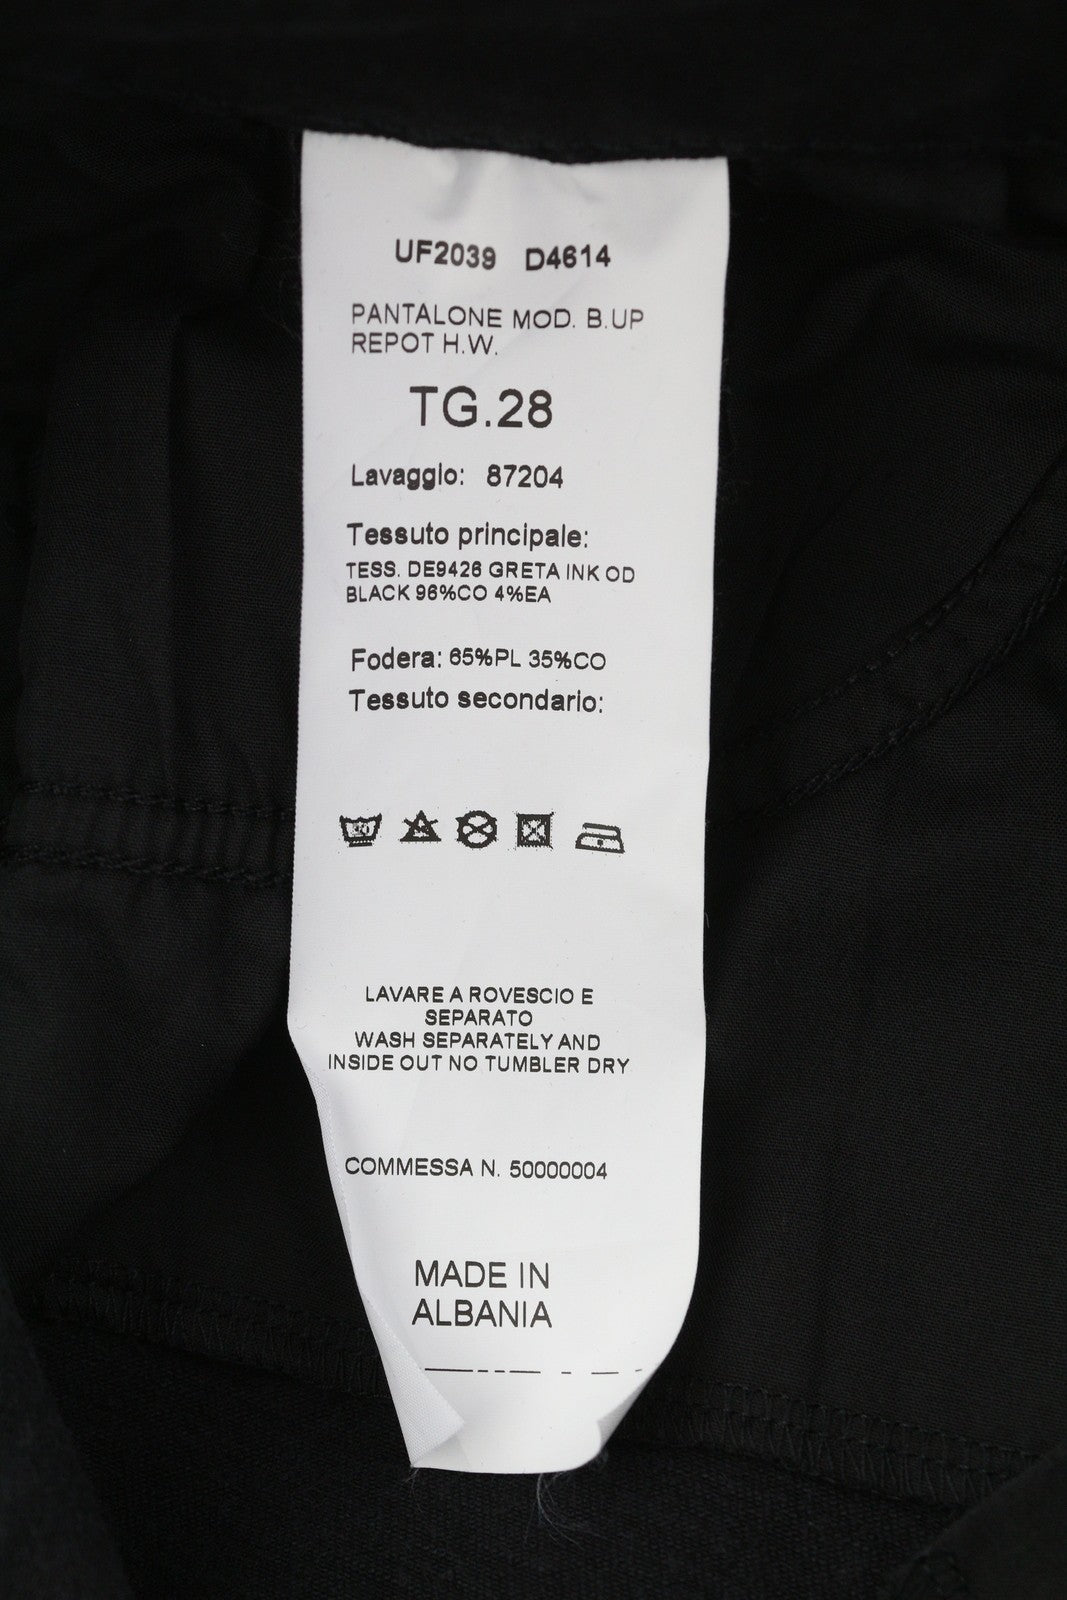 UF2039 D4614
PANTALONE MOD. B.UP
REPOT H.W.
TG.28
Lavaggio: 87204
Tessuto principale:
TESS. DE9426 GRETA INK OD
BLACK 96%CO 4%EA
Fodera: 65%PL 35%CO
Tessuto secondario:
30
LAVARE A ROVESCIO E
SEPARATO
WASH SEPARATELY AND
INSIDE OUT NO TUMBLER DRY
COMMESSA N. 50000004
MADE IN
ALBANIA